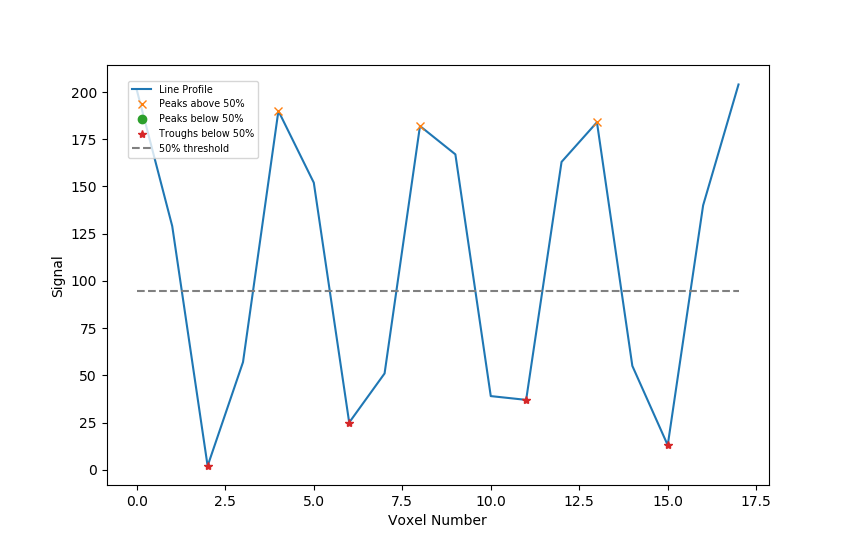 Line Profile
Peaks above 50%
Peaks below 50%
Troughs below 50%
50% threshold
200
175
150
125
100
75
50
25
0
Signal
0.0 2.5 5.0 7.5 10.0 12.5 15.0 17.5
Voxel Number